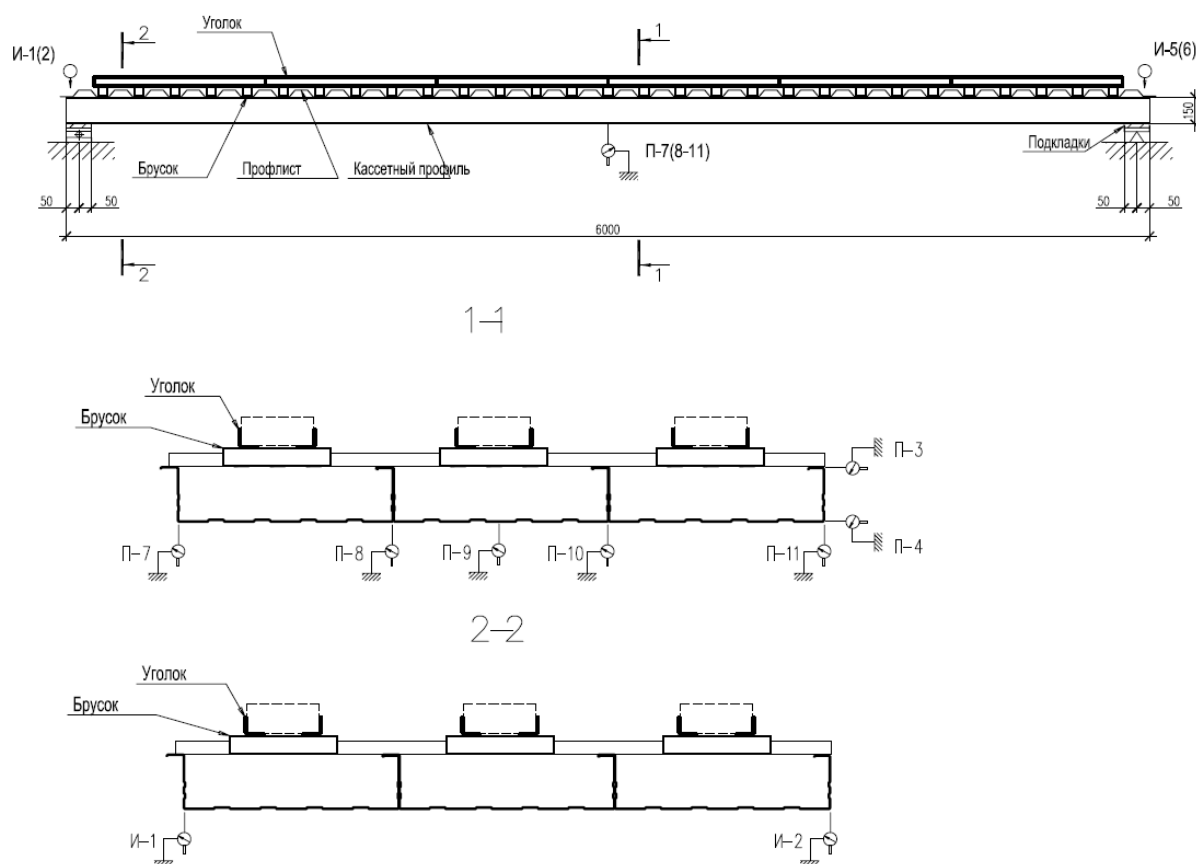 Уголок
2
1
И-1(2)
И-5(6)
150
Брусок
Профлист
Кассетный профиль
П-7(8-11)
Подкладки
50
50
50
50
6000
2
1
1-1
Уголок
Брусок
П-3
П-7
П-8
П-9
П-10
П-11
П-4
2-2
Уголок
Брусок
И-1
И-2